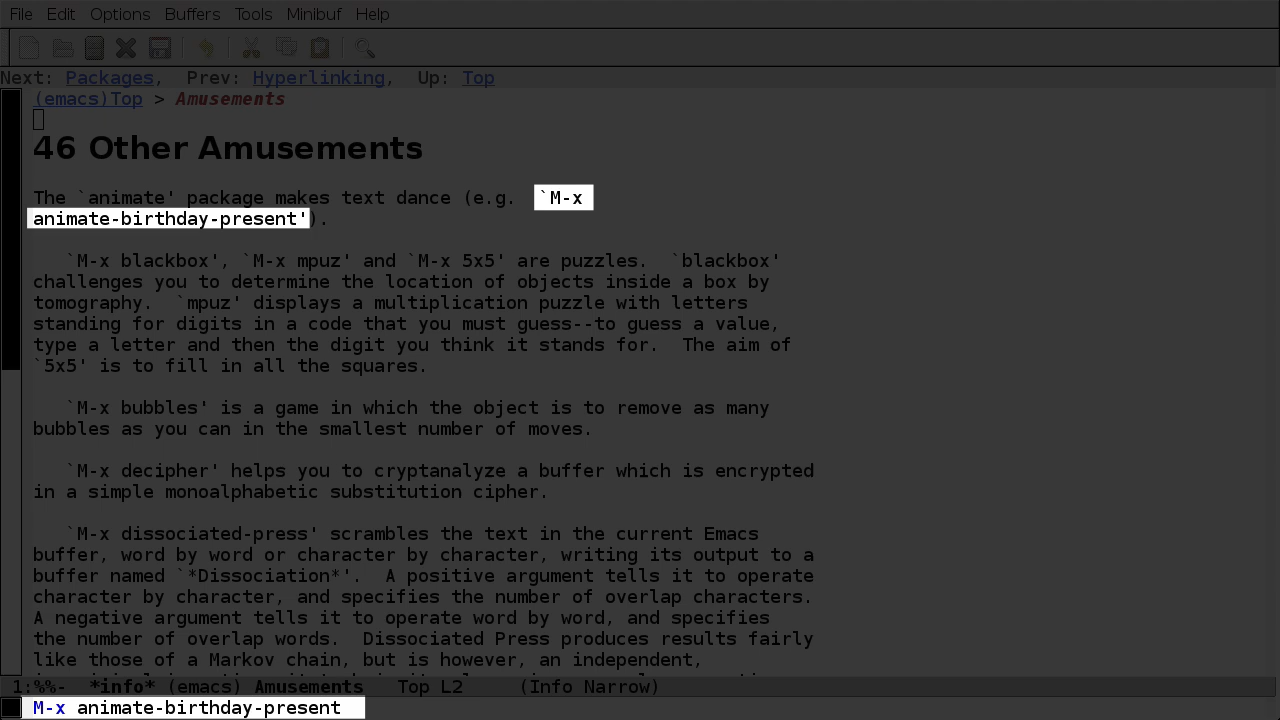 File Edit Options Buffers Tools Minibuf Help
Next: Packages,  Prev: Hyperlinking,  Up: Top
(emacs)Top > Amusements
46 Other Amusements
The `animate' package makes text dance (e.g.  `M-x
animate-birthday-present').
`M-x blackbox', `M-x mpuz' and `M-x 5x5' are puzzles.  `blackbox'
challenges you to determine the location of objects inside a box by
tomography.  `mpuz' displays a multiplication puzzle with letters
standing for digits in a code that you must guess--to guess a value,
type a letter and then the digit you think it stands for.  The aim of
`5x5' is to fill in all the squares.
`M-x bubbles' is a game in which the object is to remove as many
bubbles as you can in the smallest number of moves.
`M-x decipher' helps you to cryptanalyze a buffer which is encrypted
in a simple monoalphabetic substitution cipher.
`M-x dissociated-press' scrambles the text in the current Emacs
buffer, word by word or character by character, writing its output to a
buffer named `*Dissociation*'.  A positive argument tells it to operate
character by character, and specifies the number of overlap characters.
A negative argument tells it to operate word by word, and specifies
the number of overlap words.  Dissociated Press produces results fairly
like those of a Markov chain, but is however, an independent,
1:%%-  *info* (emacs) Amusements   Top L2     (Info Narrow)
M-x animate-birthday-present